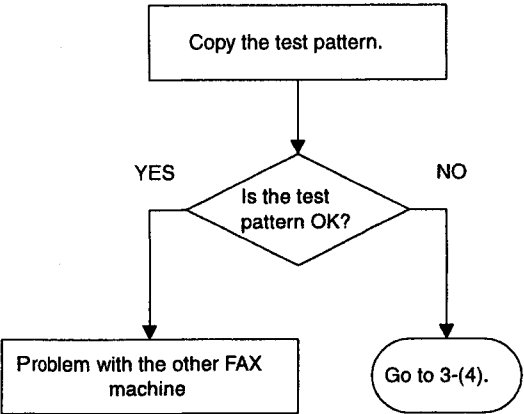 Copy the test pattern.
YES
NO
Is the test
pattern OK?
Problem with the other FAX
machine
Go to 3-(4).